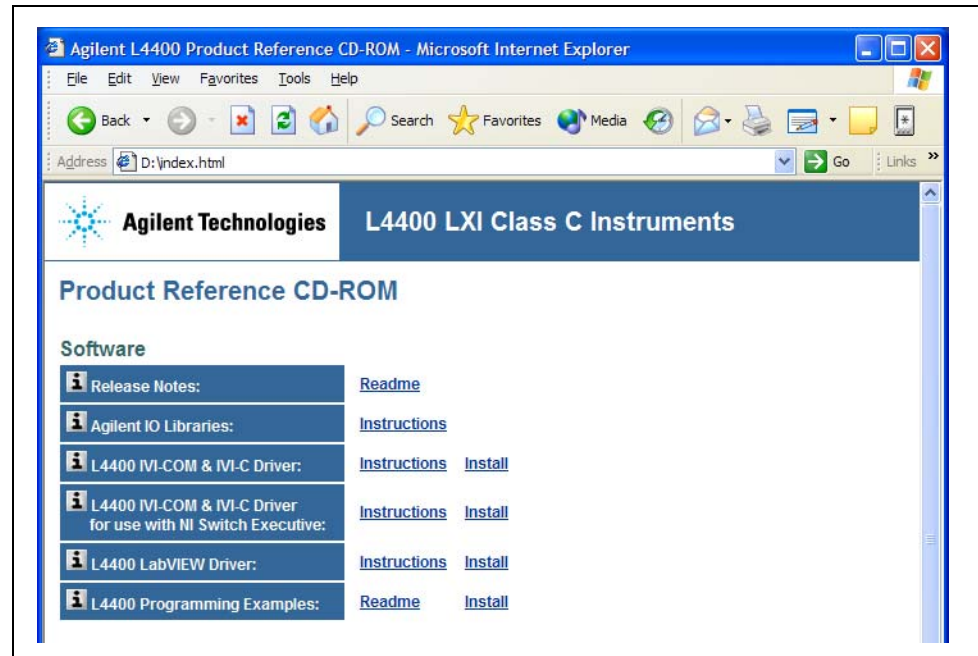 Agilent L4400 Product Reference CD-ROM - Microsoft Internet Explorer
File Edit View Favorites Tools Help
Back Search Favorites Media
Address D:\index.html Go Links »
Agilent Technologies L4400 LXI Class C Instruments
Product Reference CD-ROM
Software
Release Notes: Readme
Agilent IO Libraries: Instructions
L4400 IVI-COM & IVI-C Driver: Instructions Install
L4400 IVI-COM & IVI-C Driver
for use with NI Switch Executive: Instructions Install
L4400 LabVIEW Driver: Instructions Install
L4400 Programming Examples: Readme Install